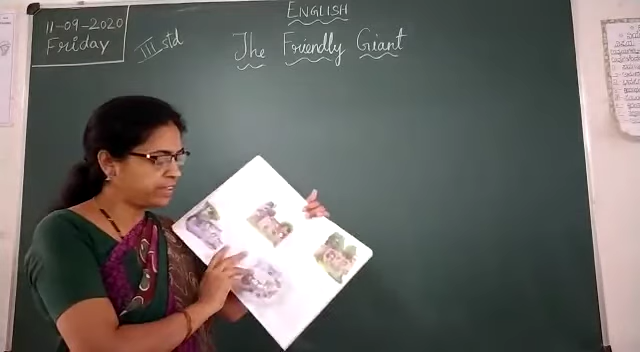 ENGLISH
11-09-2020
Friday
III std
The Friendly Giant